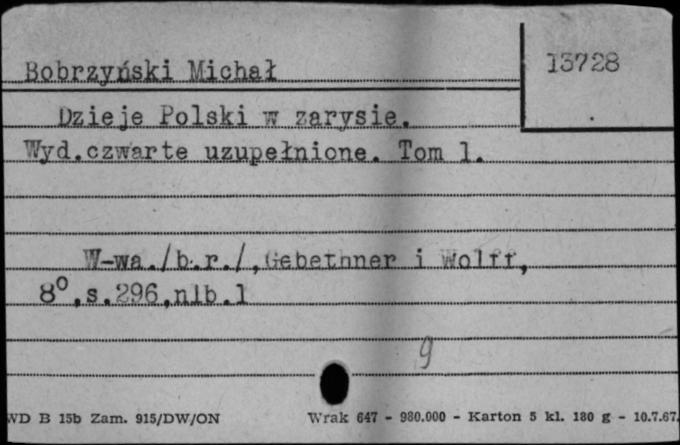 Bobrzyński Michał
13728
Dzieje Polski w zarysie.
Wyd.czwarte uzupełnione. Tom 1.
W-wa./b.r./,Gebethner i Wolff,
8⁰,s.296,nlb.1
9
WD B 15b Zam. 915/DW/ON Wrak 647 - 980.000 - Karton 5 kl. 180 g - 10.7.67.